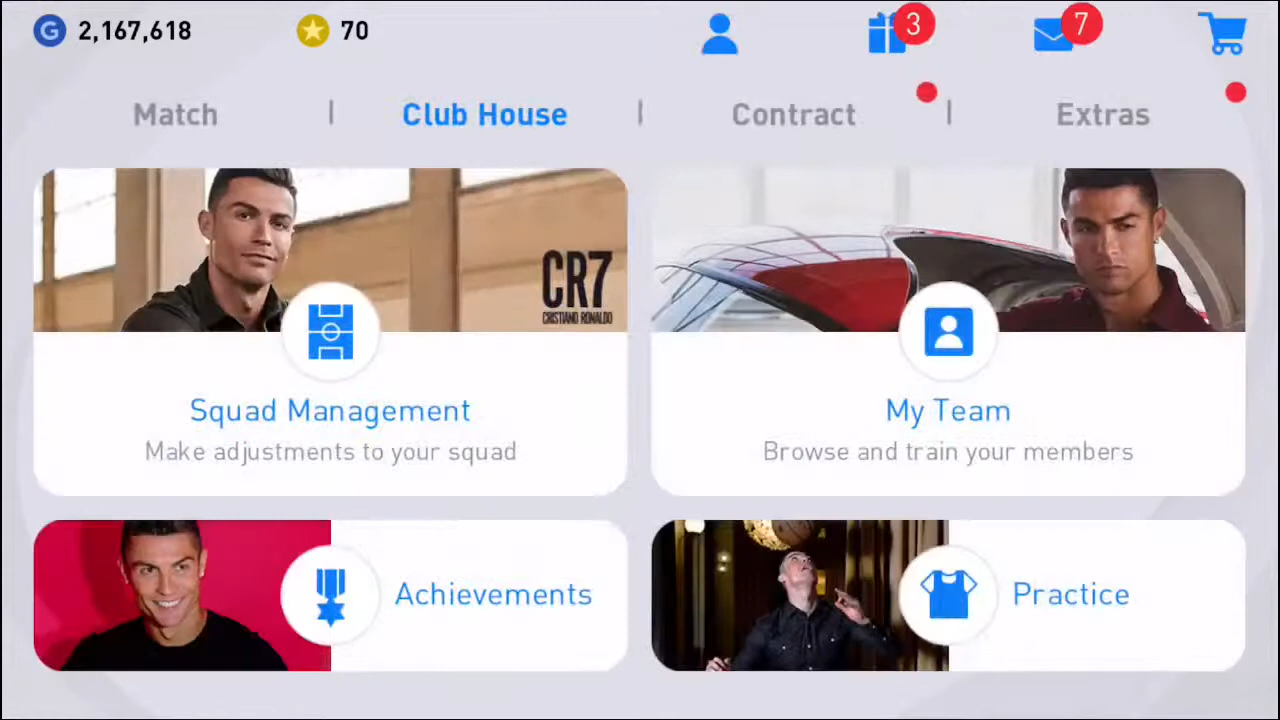 G 2,167,618
70
3
7
Match | Club House | Contract | Extras
CR7
CRISTIANO RONALDO
Squad Management
Make adjustments to your squad
My Team
Browse and train your members
Achievements
Practice